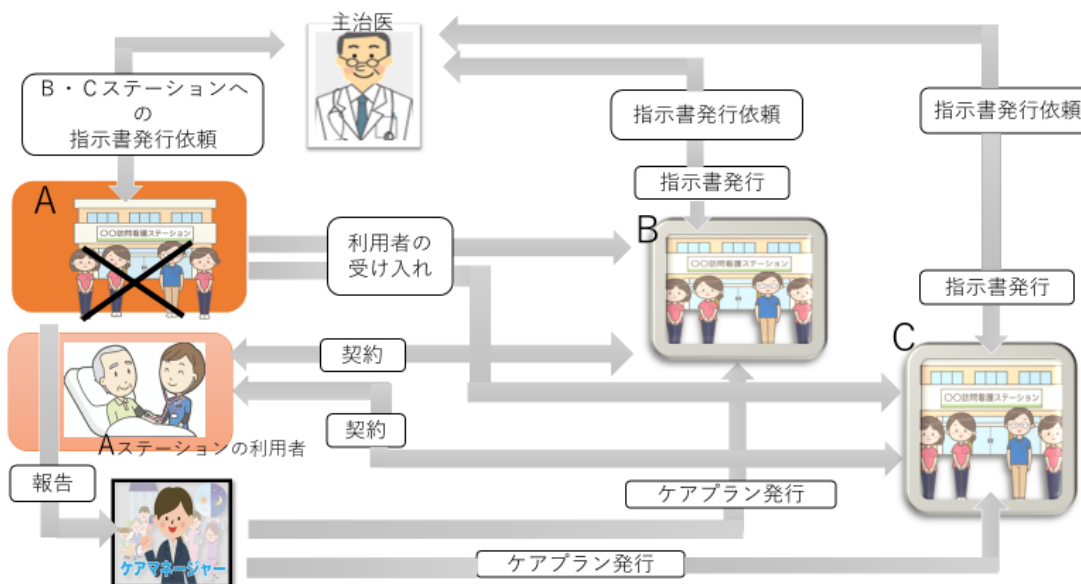 主治医
B・Cステーションへ
の
指示書発行依頼
指示書発行依頼
指示書発行依頼
指示書発行
A
〇〇訪問看護ステーション
利用者の
受け入れ
B
〇〇訪問看護ステーション
指示書発行
契約
C
〇〇訪問看護ステーション
契約
Aステーションの利用者
報告
ケアプラン発行
ケアマネージャー
ケアプラン発行